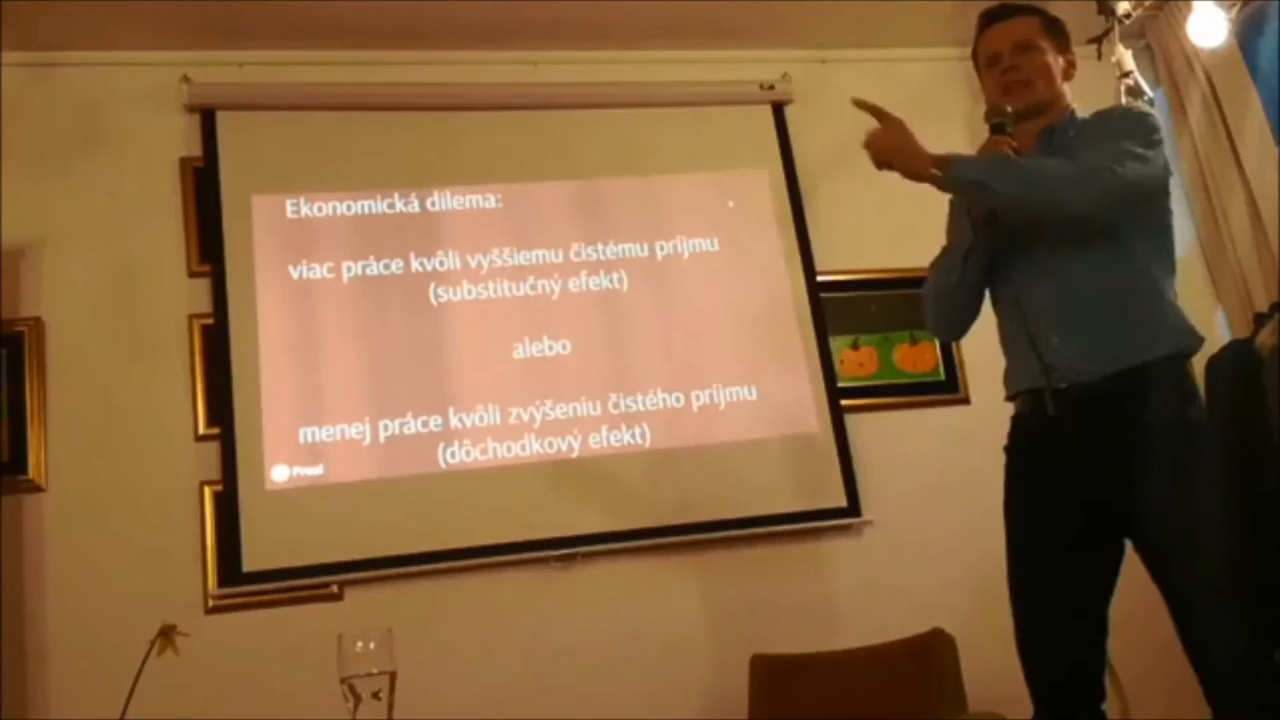 Ekonomická dilema:
viac práce kvôli vyššiemu čistému príjmu
(substitučný efekt)
alebo
menej práce kvôli zvýšeniu čistého príjmu
(dôchodkový efekt)
Prezi